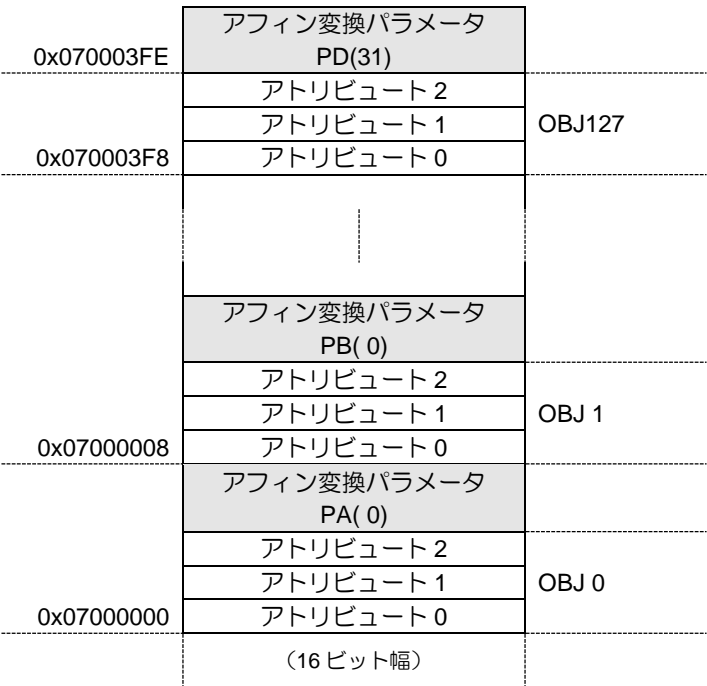 アフィン変換パラメータ
0x070003FE PD(31)
アトリビュート 2
アトリビュート 1 OBJ127
0x070003F8 アトリビュート 0
アフィン変換パラメータ
PB( 0)
アトリビュート 2
アトリビュート 1 OBJ 1
0x07000008 アトリビュート 0
アフィン変換パラメータ
PA( 0)
アトリビュート 2
アトリビュート 1 OBJ 0
0x07000000 アトリビュート 0
（16 ビット幅）